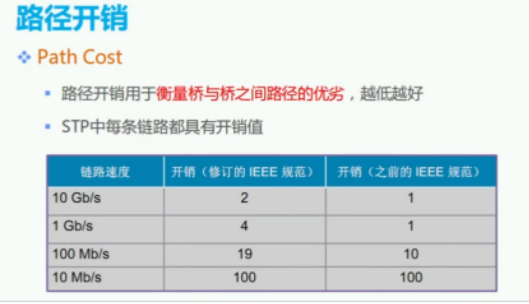 路径开销
Path Cost
路径开销用于衡量桥与桥之间路径的优劣，越低越好
STP中每条链路都具有开销值
链路速度 开销（修订的 IEEE 规范） 开销（之前的 IEEE 规范）
10 Gb/s 2 1
1 Gb/s 4 1
100 Mb/s 19 10
10 Mb/s 100 100